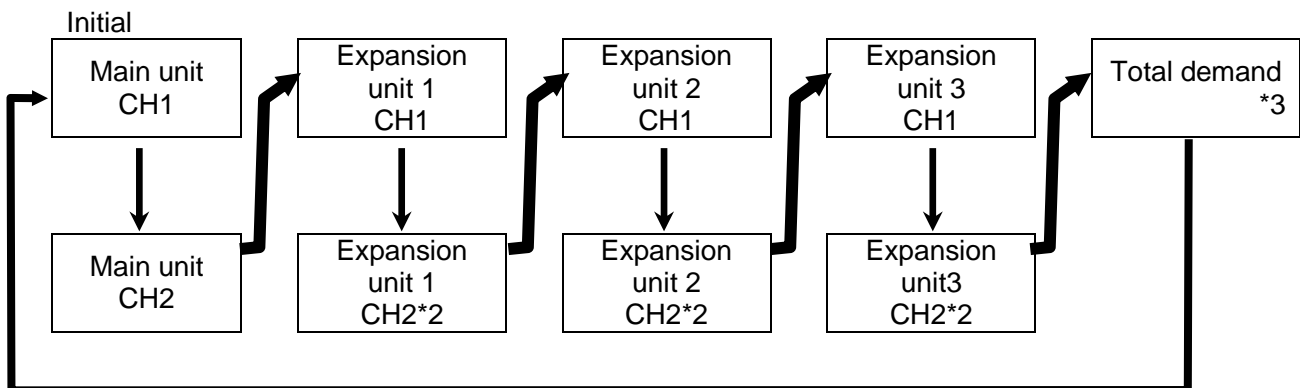 Initial
Main unit
CH1
Expansion
unit 1
CH1
Expansion
unit 2
CH1
Expansion
unit 3
CH1
Total demand
*3
Main unit
CH2
Expansion
unit 1
CH2*2
Expansion
unit 2
CH2*2
Expansion
unit3
CH2*2